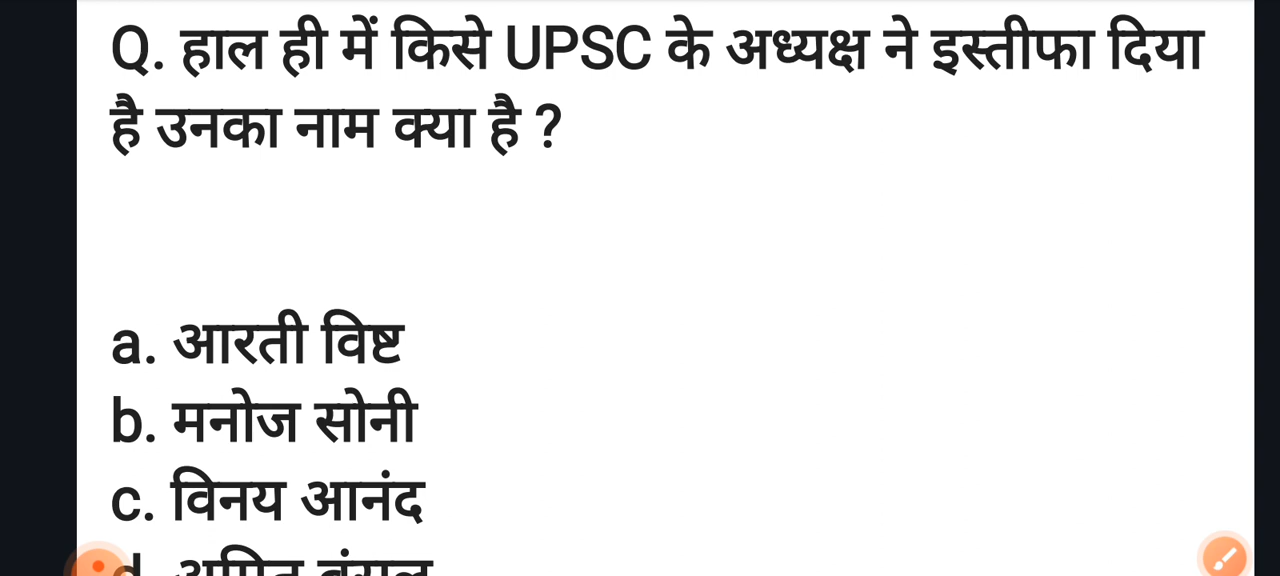 Q. हाल ही में किसे UPSC के अध्यक्ष ने इस्तीफा दिया
है उनका नाम क्या है ?
a. आरती विष्ट
b. मनोज सोनी
c. विनय आनंद